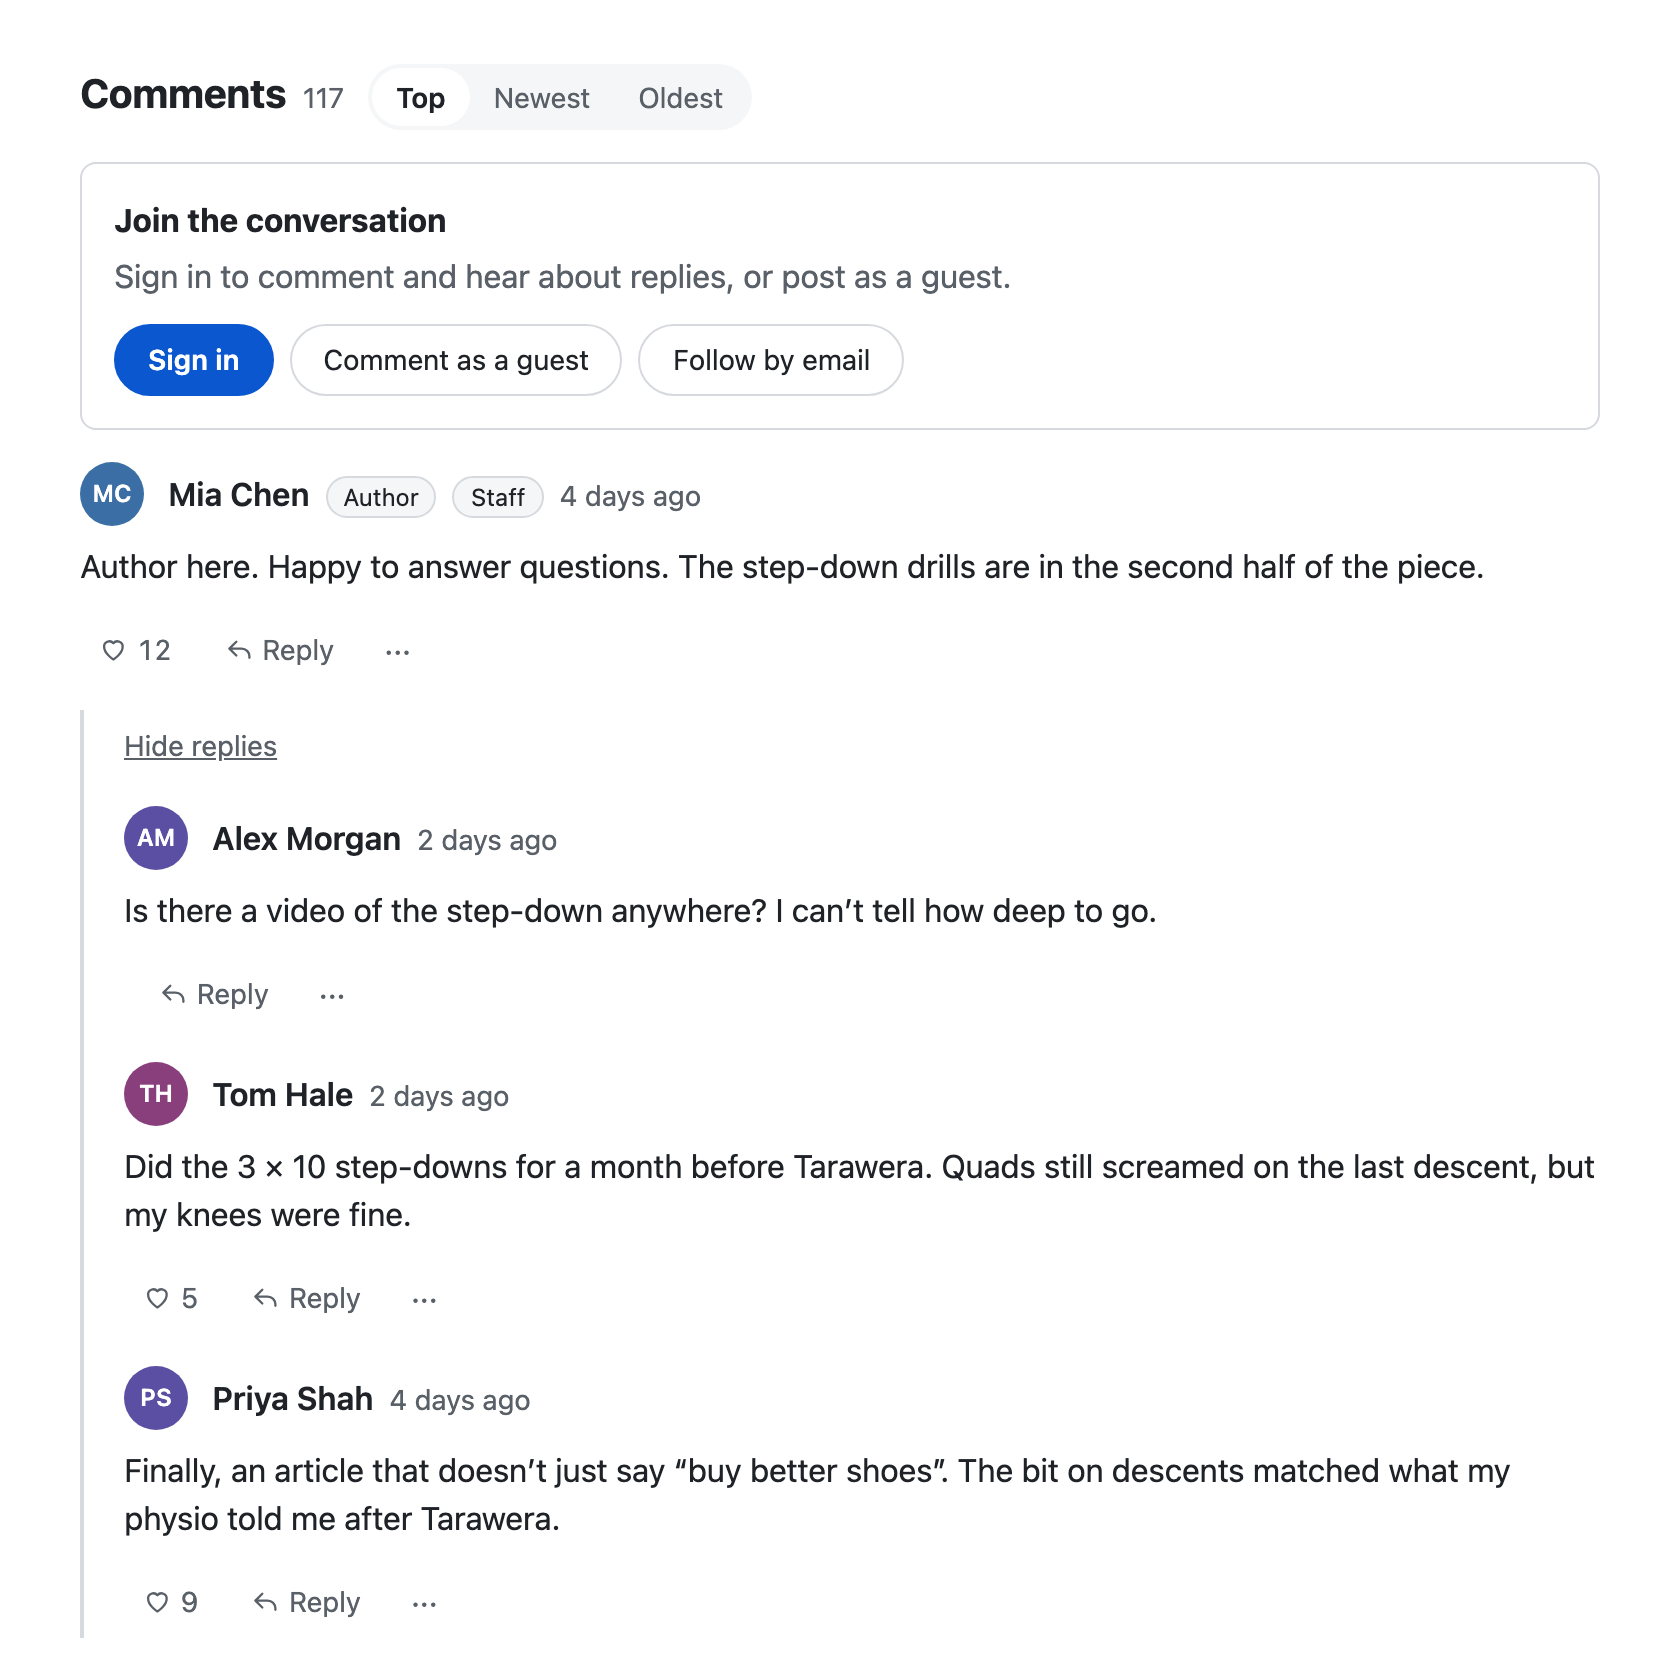 Comments 117 Top Newest Oldest
Join the conversation
Sign in to comment and hear about replies, or post as a guest.
Sign in Comment as a guest Follow by email
MC Mia Chen Author Staff 4 days ago
Author here. Happy to answer questions. The step-down drills are in the second half of the piece.
12 Reply ...
Hide replies
AM Alex Morgan 2 days ago
Is there a video of the step-down anywhere? I can’t tell how deep to go.
Reply ...
TH Tom Hale 2 days ago
Did the 3 × 10 step-downs for a month before Tarawera. Quads still screamed on the last descent, but
my knees were fine.
5 Reply ...
PS Priya Shah 4 days ago
Finally, an article that doesn’t just say “buy better shoes”. The bit on descents matched what my
physio told me after Tarawera.
9 Reply ...